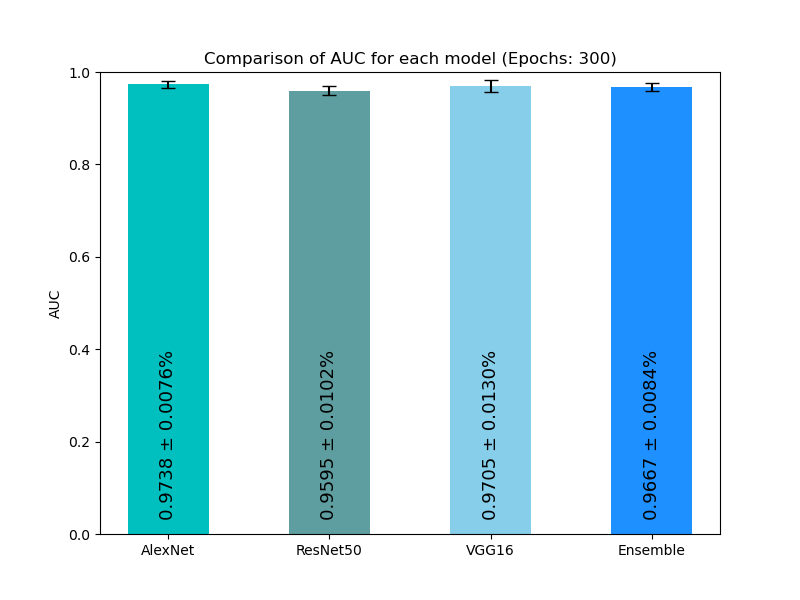 Comparison of AUC for each model (Epochs: 300)
1.0
0.8
0.6
0.4
0.2
0.0
AUC
0.9738 ± 0.0076%
0.9595 ± 0.0102%
0.9705 ± 0.0130%
0.9667 ± 0.0084%
AlexNet
ResNet50
VGG16
Ensemble